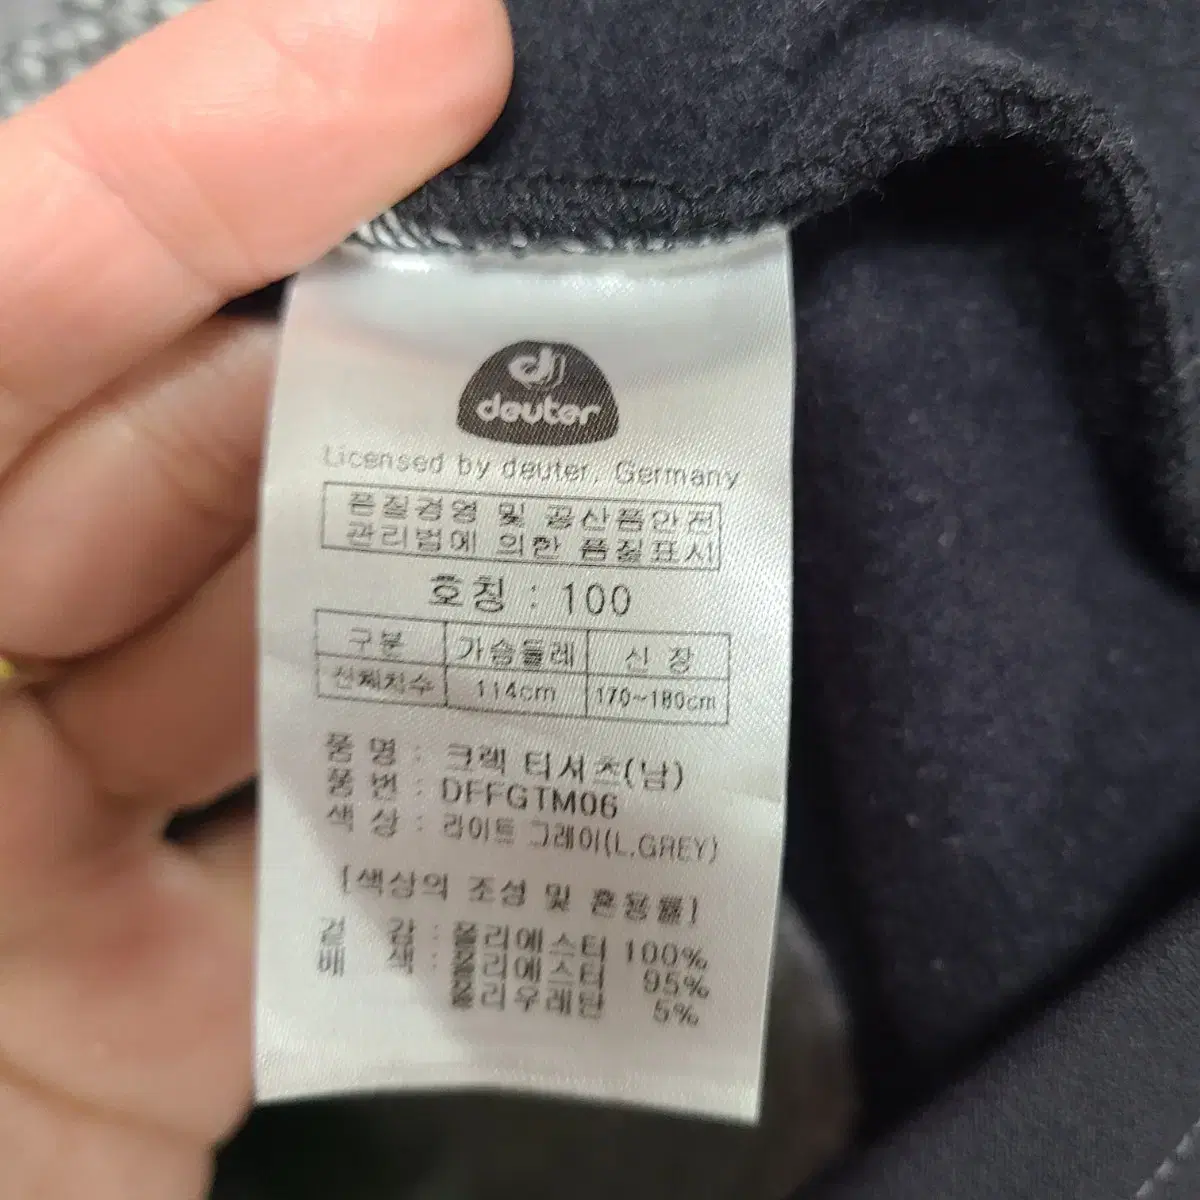 deuter
Licensed by deuter, Germany
품질경영 및 공산품안전
관리법에 의한 품질표시
호칭 : 100
구분 가슴둘레 신 장
신체치수 114cm 170~180cm
품 명 : 크렉 티셔츠(남)
품 번 : DFFGTM06
색 상 : 라이트 그레이(L.GREY)
[색상의 조성 및 혼용률]
겉 감 : 폴리에스터 100%
배 색 : 폴리에스터 95%
폴리우레탄 5%